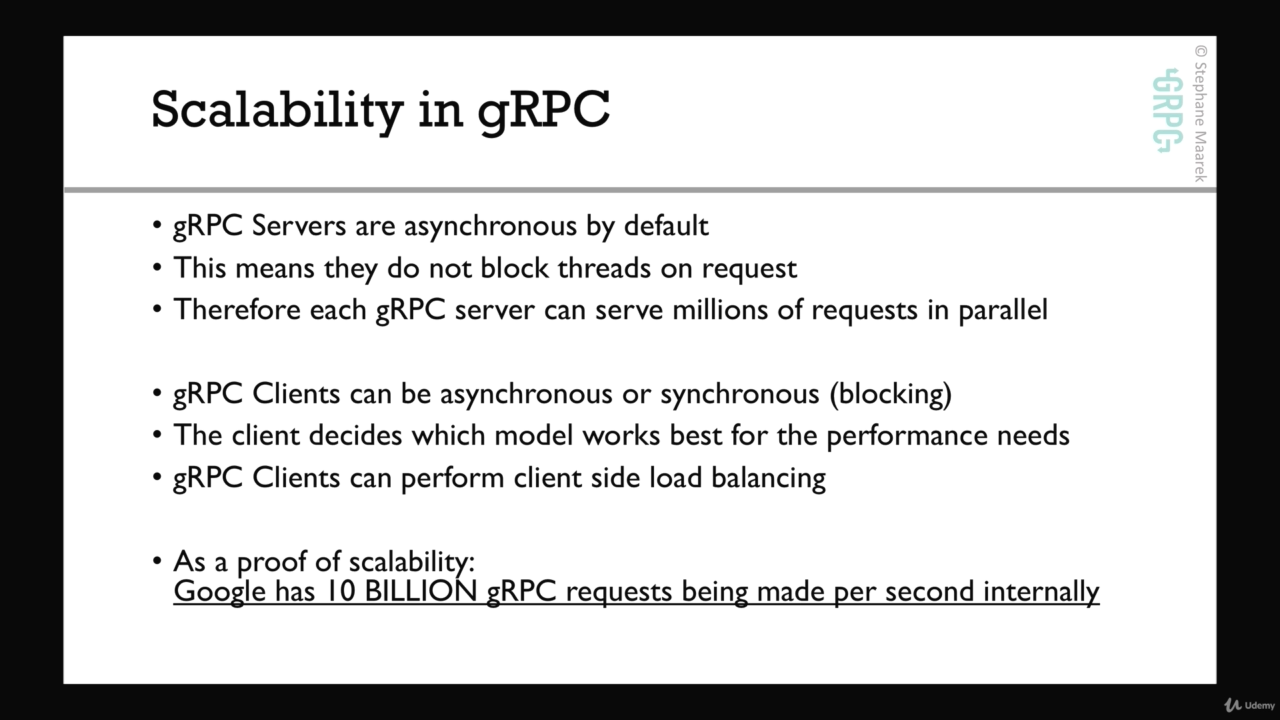 Scalability in gRPC
GRPC
© Stephane Maarek
• gRPC Servers are asynchronous by default
• This means they do not block threads on request
• Therefore each gRPC server can serve millions of requests in parallel
• gRPC Clients can be asynchronous or synchronous (blocking)
• The client decides which model works best for the performance needs
• gRPC Clients can perform client side load balancing
• As a proof of scalability:
Google has 10 BILLION gRPC requests being made per second internally
Udemy